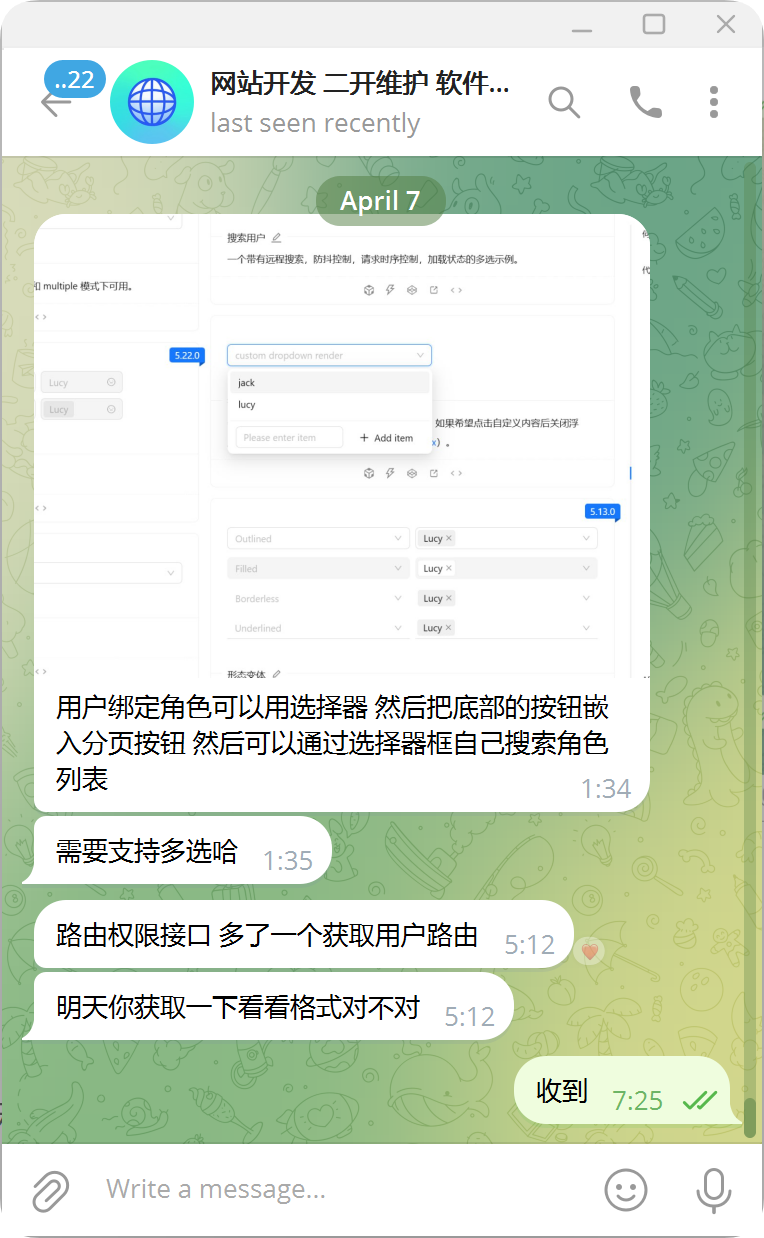 ..22
网站开发 二开维护 软件...
last seen recently
April 7
搜索用户
一个带有远程搜索，防抖控制，请求时序控制，加载状态的多选示例。
和 multiple 模式下可用。
代
5.22.0
custom dropdown render
Lucy
jack
Lucy
lucy
如果希望点击自定义内容后关闭浮
Please enter item
+ Add item
x) 。
5.13.0
Outlined
Lucy ×
Filled
Lucy ×
Borderless
Lucy ×
Underlined
Lucy ×
形态变体
用户绑定角色可以用选择器 然后把底部的按钮嵌
入分页按钮 然后可以通过选择器框自己搜索角色
列表
1:34
需要支持多选哈 1:35
路由权限接口 多了一个获取用户路由 5:12
明天你获取一下看看格式对不对 5:12
收到 7:25
Write a message...